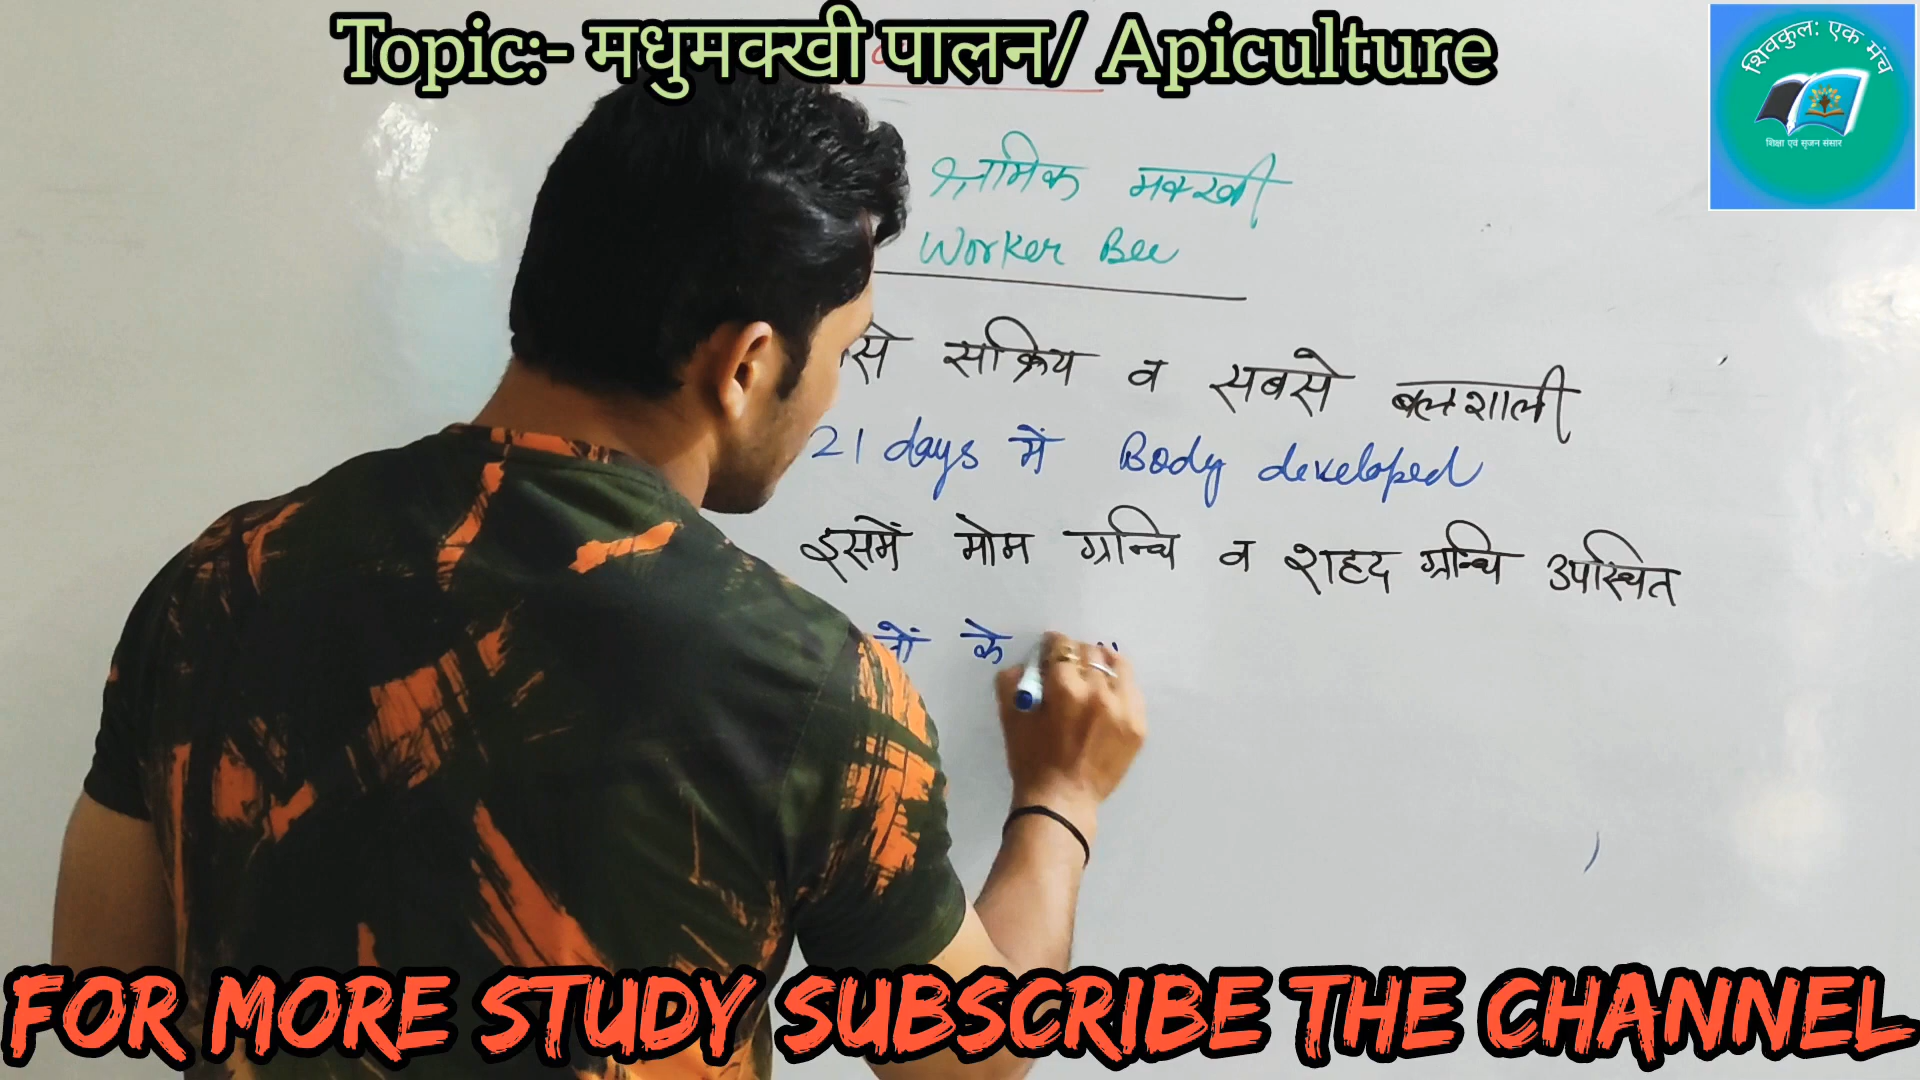 Topic:- मधुमक्खी पालन/ Apiculture
शिवकुल: एक मंच
शिक्षा एवं सृजन संसार
श्रमिक मक्खी
Worker Bee
से सक्रिय व सबसे बलशाली
21 days में Body developed
इसमें मोम ग्रन्थि व शहद ग्रन्थि उपस्थित
के
FOR MORE STUDY SUBSCRIBE THE CHANNEL